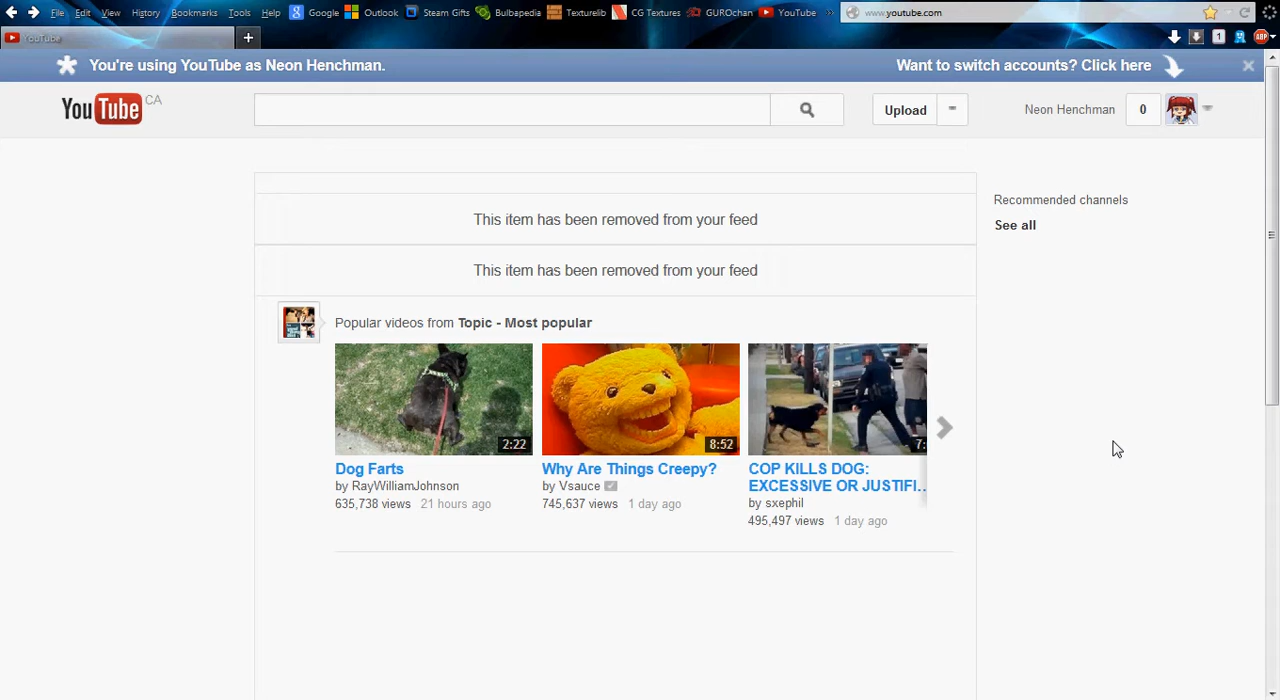 File Edit View History Bookmarks Tools Help Google Outlook Steam Gifts Bulbapedia Texturelib CG Textures GUROchan YouTube » www.youtube.com
YouTube + 1 ABP
You're using YouTube as Neon Henchman. Want to switch accounts? Click here
YouTube CA Upload Neon Henchman 0
Recommended channels
See all
This item has been removed from your feed
This item has been removed from your feed
Popular videos from Topic - Most popular
2:22 8:52 7:
Dog Farts
by RayWilliamJohnson
635,738 views 21 hours ago
Why Are Things Creepy?
by Vsauce
745,637 views 1 day ago
COP KILLS DOG:
EXCESSIVE OR JUSTIFI...
by sxephil
495,497 views 1 day ago